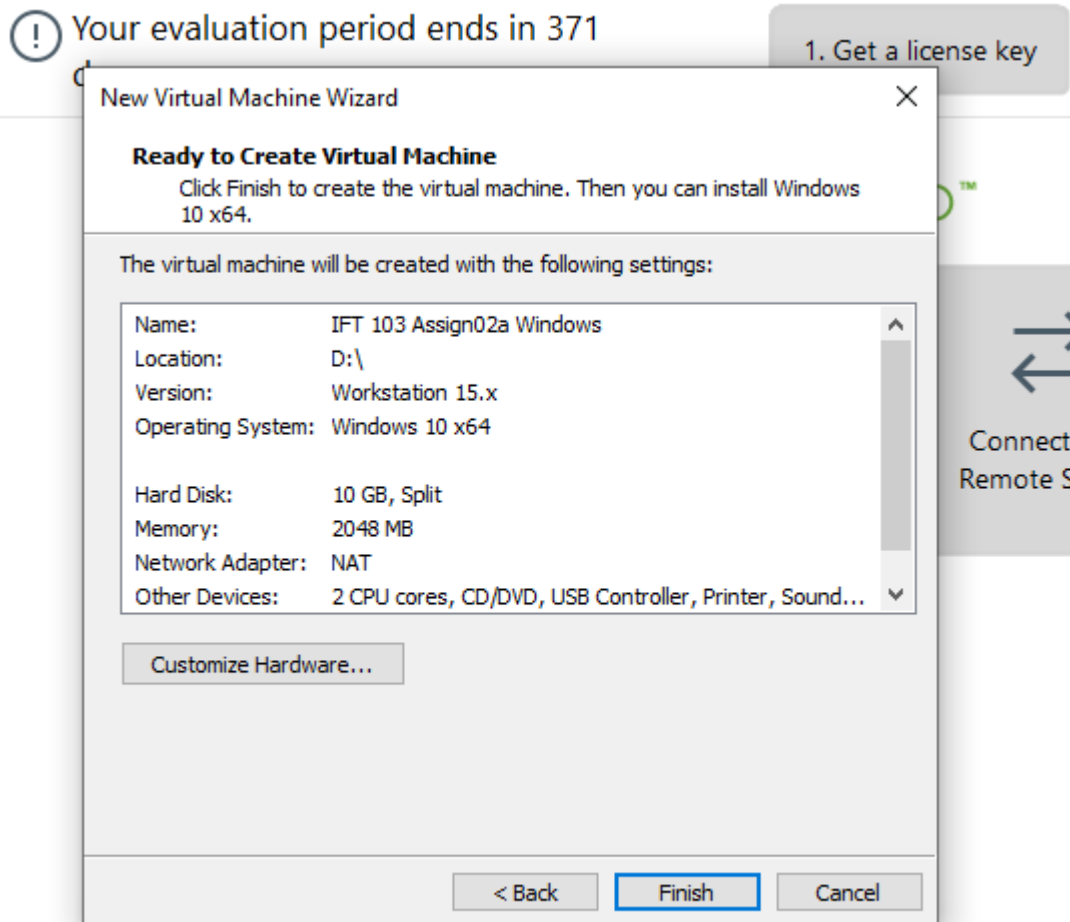 Your evaluation period ends in 371
1. Get a license key
New Virtual Machine Wizard
Ready to Create Virtual Machine
Click Finish to create the virtual machine. Then you can install Windows
10 x64.
TM
The virtual machine will be created with the following settings:
Name: IFT 103 Assign02a Windows
Location: D:\
Version: Workstation 15.x
Operating System: Windows 10 x64
Hard Disk: 10 GB, Split
Memory: 2048 MB
Network Adapter: NAT
Other Devices: 2 CPU cores, CD/DVD, USB Controller, Printer, Sound...
Connect
Remote S
Customize Hardware...
< Back Finish Cancel